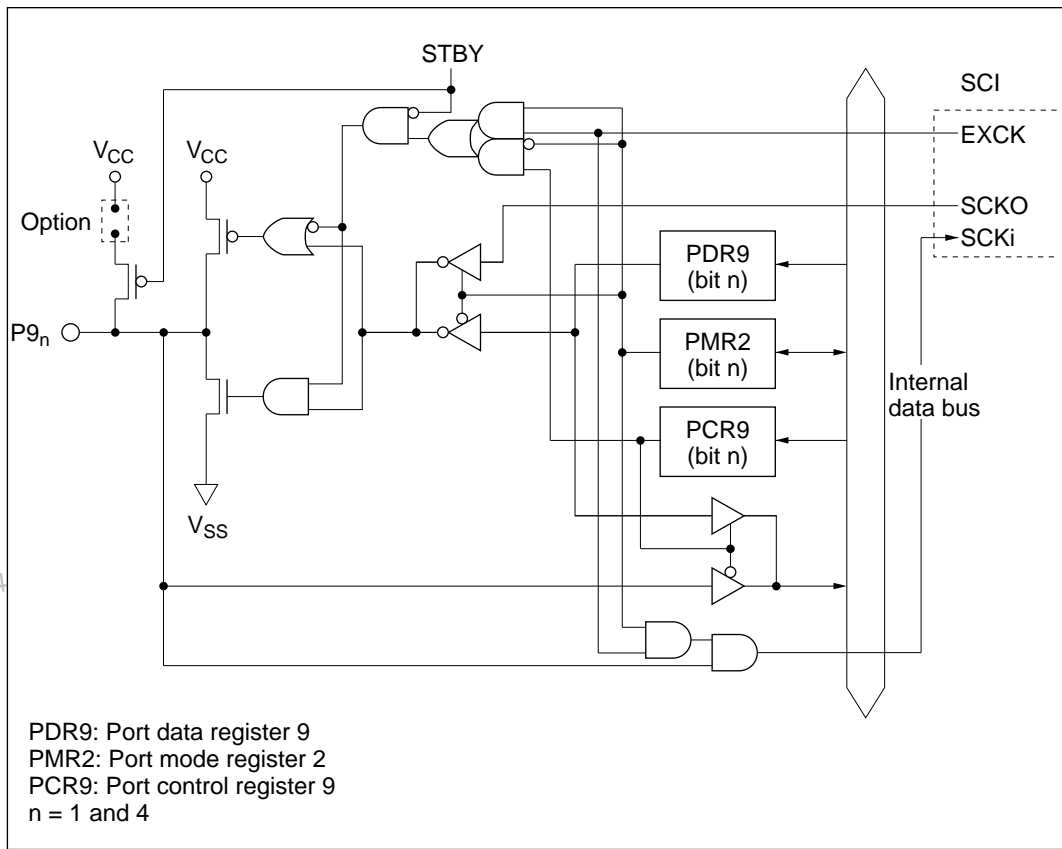 STBY
SCI
EXCK
VCC
VCC
Option
SCKO
SCKi
PDR9
(bit n)
P9n
PMR2
(bit n)
Internal
data bus
PCR9
(bit n)
VSS
PDR9: Port data register 9
PMR2: Port mode register 2
PCR9: Port control register 9
n = 1 and 4